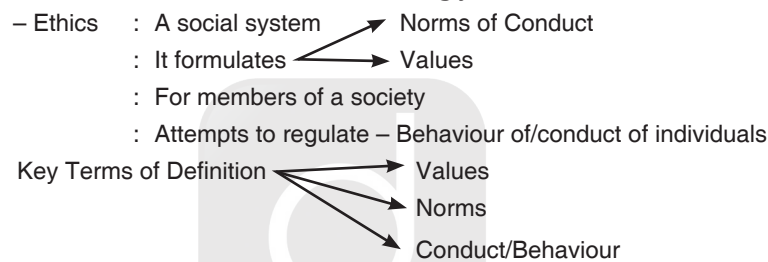 – Ethics : A social system Norms of Conduct
: It formulates Values
: For members of a society
: Attempts to regulate – Behaviour of/conduct of individuals
Key Terms of Definition Values
Norms
Conduct/Behaviour